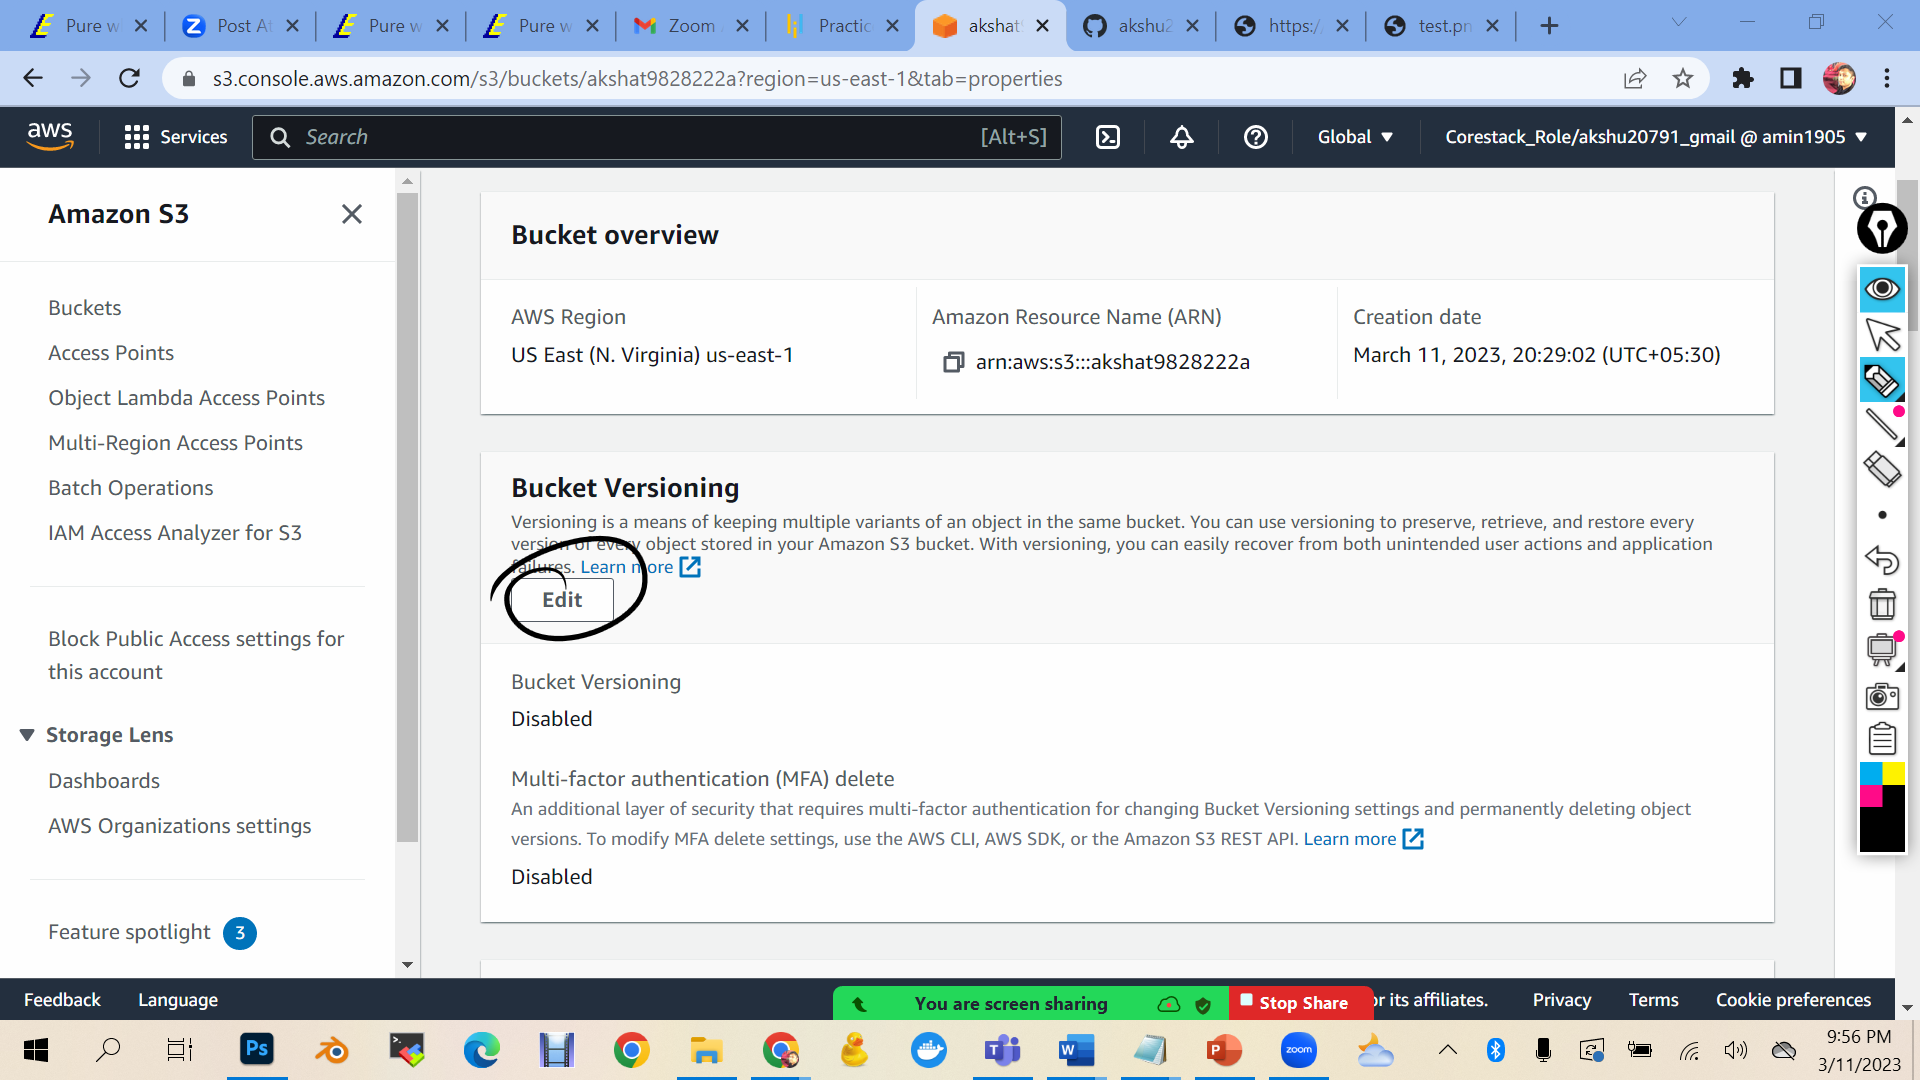 Pure w
Post At
Pure w
Pure w
Zoom
Practice
akshat9
akshu2
https:/
test.pn
s3.console.aws.amazon.com/s3/buckets/akshat9828222a?region=us-east-1&tab=properties
aws
Services
Search
[Alt+S]
Global
Corestack_Role/akshu20791_gmail @ amin1905
Amazon S3
Buckets
Access Points
Object Lambda Access Points
Multi-Region Access Points
Batch Operations
IAM Access Analyzer for S3
Block Public Access settings for
this account
Storage Lens
Dashboards
AWS Organizations settings
Feature spotlight 3
Bucket overview
AWS Region
US East (N. Virginia) us-east-1
Amazon Resource Name (ARN)
arn:aws:s3:::akshat9828222a
Creation date
March 11, 2023, 20:29:02 (UTC+05:30)
Bucket Versioning
Versioning is a means of keeping multiple variants of an object in the same bucket. You can use versioning to preserve, retrieve, and restore every
version of every object stored in your Amazon S3 bucket. With versioning, you can easily recover from both unintended user actions and application
failures. Learn more
Edit
Bucket Versioning
Disabled
Multi-factor authentication (MFA) delete
An additional layer of security that requires multi-factor authentication for changing Bucket Versioning settings and permanently deleting object
versions. To modify MFA delete settings, use the AWS CLI, AWS SDK, or the Amazon S3 REST API. Learn more
Disabled
Feedback
Language
You are screen sharing
Stop Share
or its affiliates.
Privacy
Terms
Cookie preferences
Ps
zoom
9:56 PM
3/11/2023